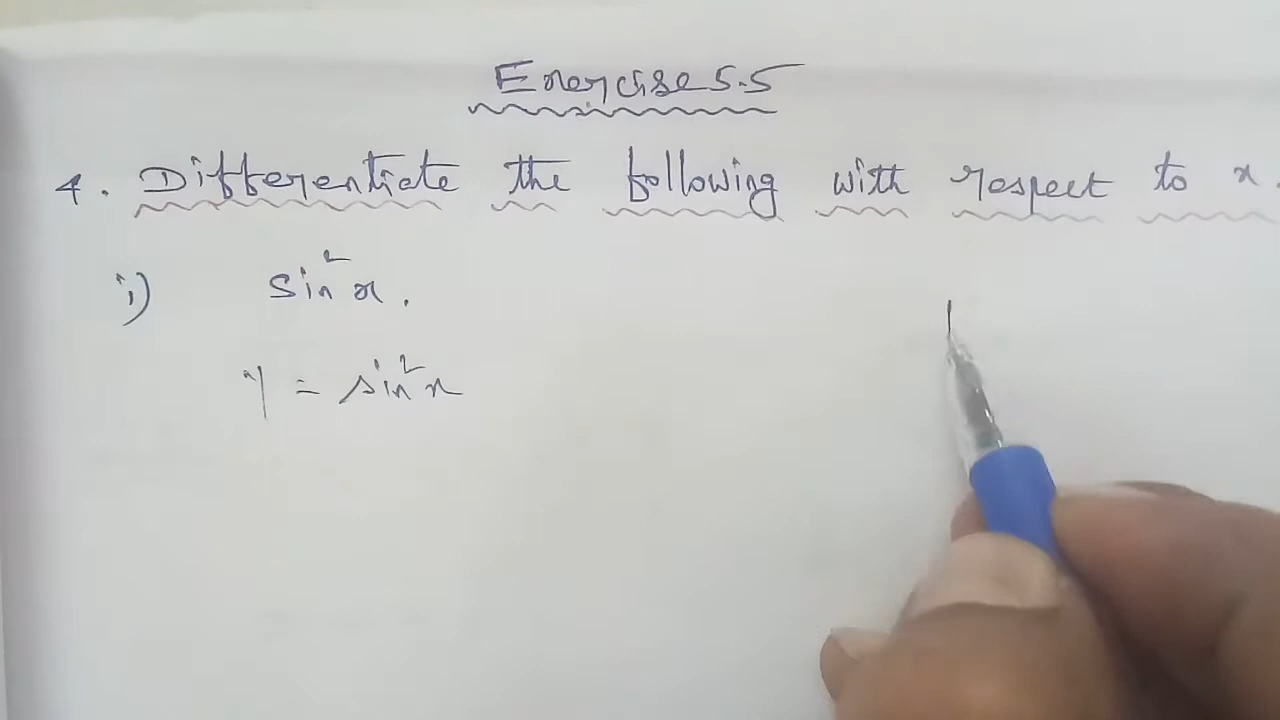 Exercise 5.5
4. Differentiate the following with respect to x.
i) sin²x.
y = sin²x